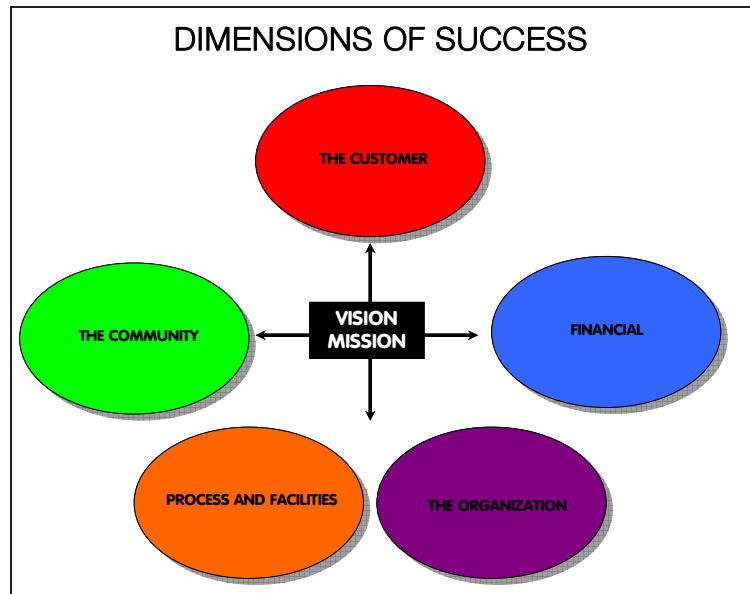 DIMENSIONS OF SUCCESS
THE CUSTOMER
THE COMMUNITY
VISION
MISSION
FINANCIAL
PROCESS AND FACILITIES
THE ORGANIZATION